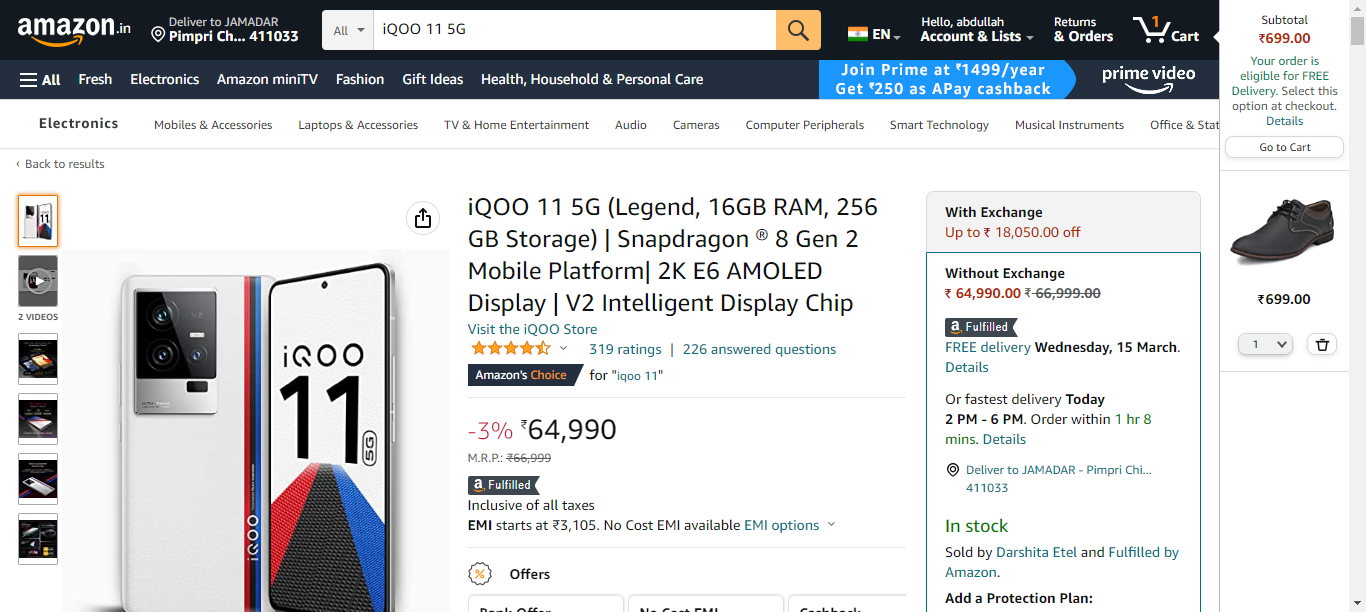 amazon.in
Deliver to JAMADAR
Pimpri Ch... 411033
All
iQOO 11 5G
EN
Hello, abdullah
Account & Lists
Returns
& Orders
1
Cart
Subtotal
₹699.00
Your order is
eligible for FREE
Delivery. Select this
option at checkout.
Details
Go to Cart
₹699.00
1
All
Fresh
Electronics
Amazon miniTV
Fashion
Gift Ideas
Health, Household & Personal Care
Join Prime at ₹1499/year
Get ₹250 as APay cashback
prime video
Electronics
Mobiles & Accessories
Laptops & Accessories
TV & Home Entertainment
Audio
Cameras
Computer Peripherals
Smart Technology
Musical Instruments
Office & Stat
‹ Back to results
2 VIDEOS
iQOO
11
5G
iQOO
iQOO 11 5G (Legend, 16GB RAM, 256
GB Storage) | Snapdragon ® 8 Gen 2
Mobile Platform| 2K E6 AMOLED
Display | V2 Intelligent Display Chip
Visit the iQOO Store
319 ratings | 226 answered questions
Amazon's Choice for "iqoo 11"
-3% ₹64,990
M.R.P.: ₹66,999
a Fulfilled
Inclusive of all taxes
EMI starts at ₹3,105. No Cost EMI available EMI options
Offers
Bank Offer
No Cost EMI
Cashback
With Exchange
Up to ₹ 18,050.00 off
Without Exchange
₹ 64,990.00 ₹ 66,999.00
a Fulfilled
FREE delivery Wednesday, 15 March.
Details
Or fastest delivery Today
2 PM - 6 PM. Order within 1 hr 8
mins. Details
Deliver to JAMADAR - Pimpri Chi...
411033
In stock
Sold by Darshita Etel and Fulfilled by
Amazon.
Add a Protection Plan: